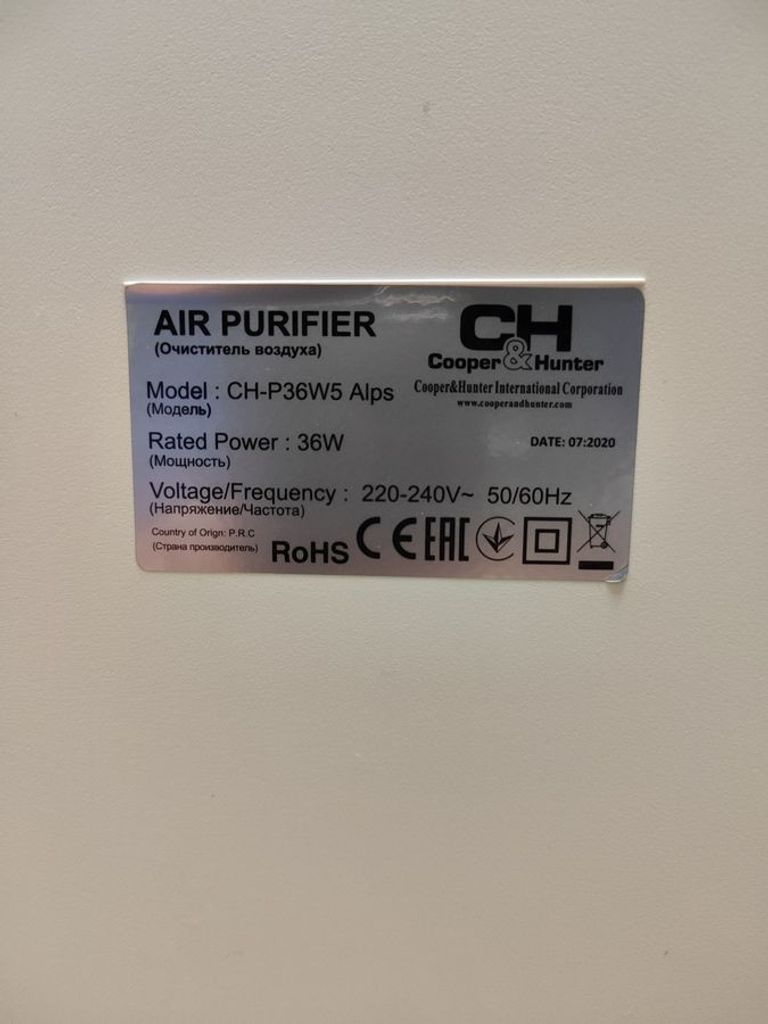 AIR PURIFIER
(Очиститель воздуха)
CH
Cooper&Hunter
Cooper&Hunter International Corporation
www.cooperandhunter.com
Model : CH-P36W5 Alps
(Модель)
Rated Power : 36W
(Мощность)
DATE: 07:2020
Voltage/Frequency : 220-240V~ 50/60Hz
(Напряжение/Частота)
Country of Orign: P.R.C
(Страна производитель)
RoHS CE EAC